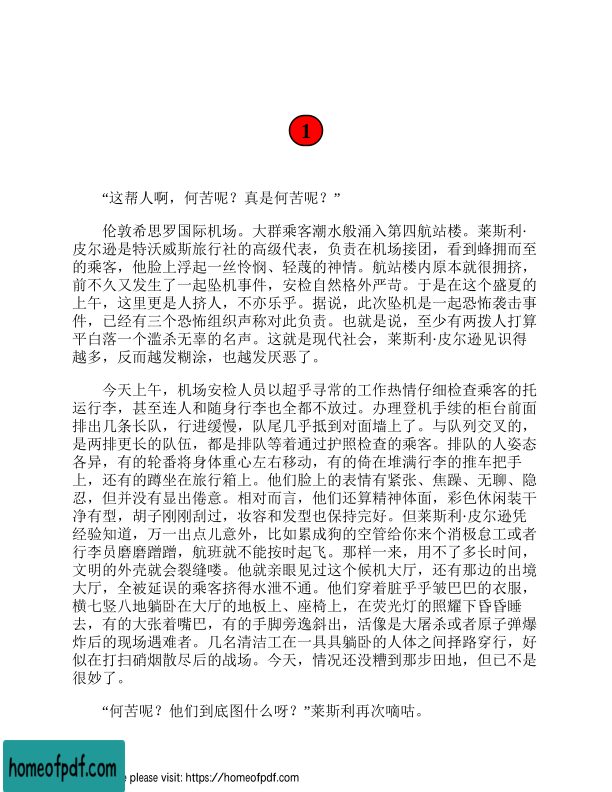 1
“这帮人啊，何苦呢？真是何苦呢？”
伦敦希思罗国际机场。大群乘客潮水般涌入第四航站楼。莱斯利·
皮尔逊是特沃威斯旅行社的高级代表，负责在机场接团，看到蜂拥而至
的乘客，他脸上浮起一丝怜悯、轻蔑的神情。航站楼内原本就很拥挤，
前不久又发生了一起坠机事件，安检自然格外严苛。于是在这个盛夏的
上午，这里更是人挤人，不亦乐乎。据说，此次坠机是一起恐怖袭击事
件，已经有三个恐怖组织声称对此负责。也就是说，至少有两拨人打算
平白落一个滥杀无辜的名声。这就是现代社会，莱斯利·皮尔逊见识得
越多，反而越发糊涂，也越发厌恶了。
今天上午，机场安检人员以超乎寻常的工作热情仔细检查乘客的托
运行李，甚至连人和随身行李也全都不放过。办理登机手续的柜台前面
排出几条长队，行进缓慢，队尾几乎抵到对面墙上了。与队列交叉的，
是两排更长的队伍，都是排队等着通过护照检查的乘客。排队的人姿态
各异，有的轮番将身体重心左右移动，有的倚在堆满行李的推车把手
上，还有的蹲坐在旅行箱上。他们脸上的表情有紧张、焦躁、无聊、隐
忍，但并没有显出倦意。相对而言，他们还算精神体面，彩色休闲装干
净有型，胡子刚刚刮过，妆容和发型也保持完好。但莱斯利·皮尔逊凭
经验知道，万一出点儿意外，比如累成狗的空管给你来个消极怠工或者
行李员磨磨蹭蹭，航班就不能按时起飞。那样一来，用不了多长时间，
文明的外壳就会裂缝喽。他就亲眼见过这个候机大厅，还有那边的出境
大厅，全被延误的乘客挤得水泄不通。他们穿着脏乎乎皱巴巴的衣服，
横七竖八地躺卧在大厅的地板上、座椅上，在荧光灯的照耀下昏昏睡
去，有的大张着嘴巴，有的手脚旁逸斜出，活像是大屠杀或者原子弹爆
炸后的现场遇难者。几名清洁工在一具具躺卧的人体之间择路穿行，好
似在打扫硝烟散尽后的战场。今天，情况还没糟到那步田地，但已不是
很妙了。
“何苦呢？他们到底图什么呀？”莱斯利再次嘀咕。
homeofpdf.com
e please visit: https://homeofpdf.com